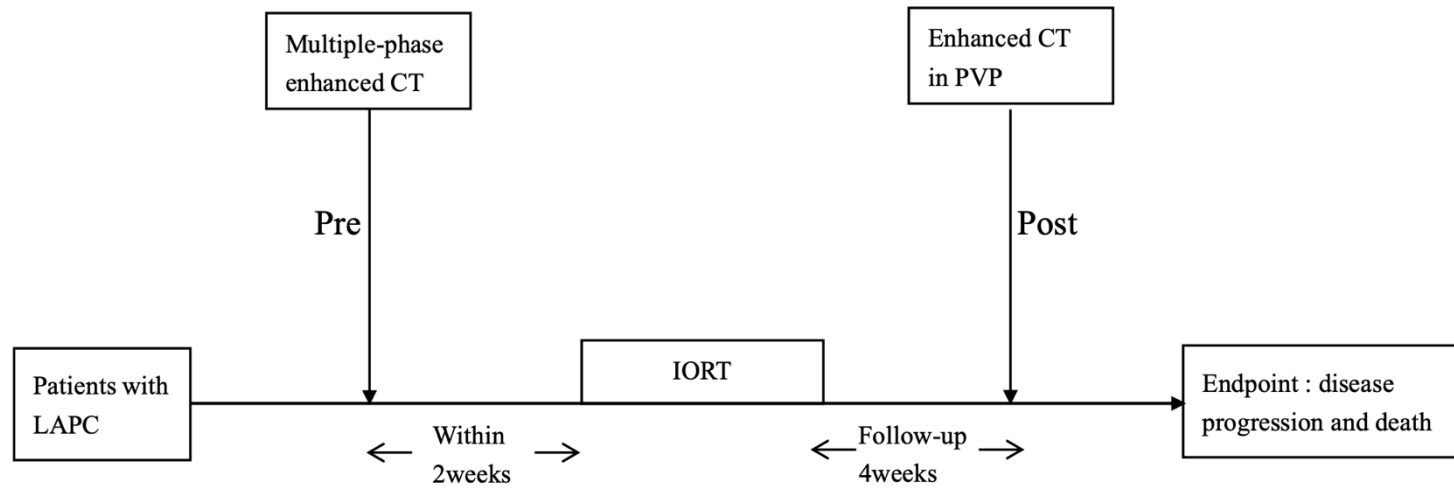 Multiple-phase
enhanced CT
Enhanced CT
in PVP
Pre
Post
Patients with
LAPC
IORT
Endpoint : disease
progression and death
Within
2weeks
Follow-up
4weeks